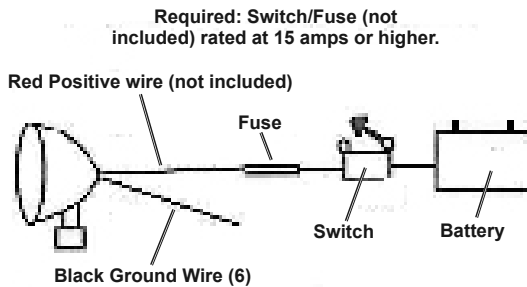 Required: Switch/Fuse (not
included) rated at 15 amps or higher.
Red Positive wire (not included)
Fuse
Switch
Battery
Black Ground Wire (6)